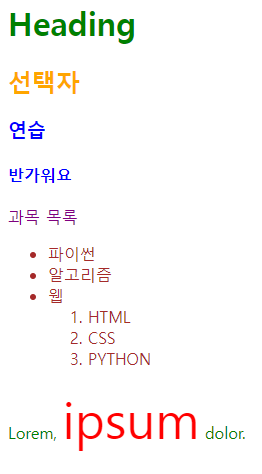 Heading
선택자
연습
반가워요
과목 목록
• 파이썬
• 알고리즘
• 웹
1. HTML
2. CSS
3. PYTHON
Lorem, ipsum dolor.